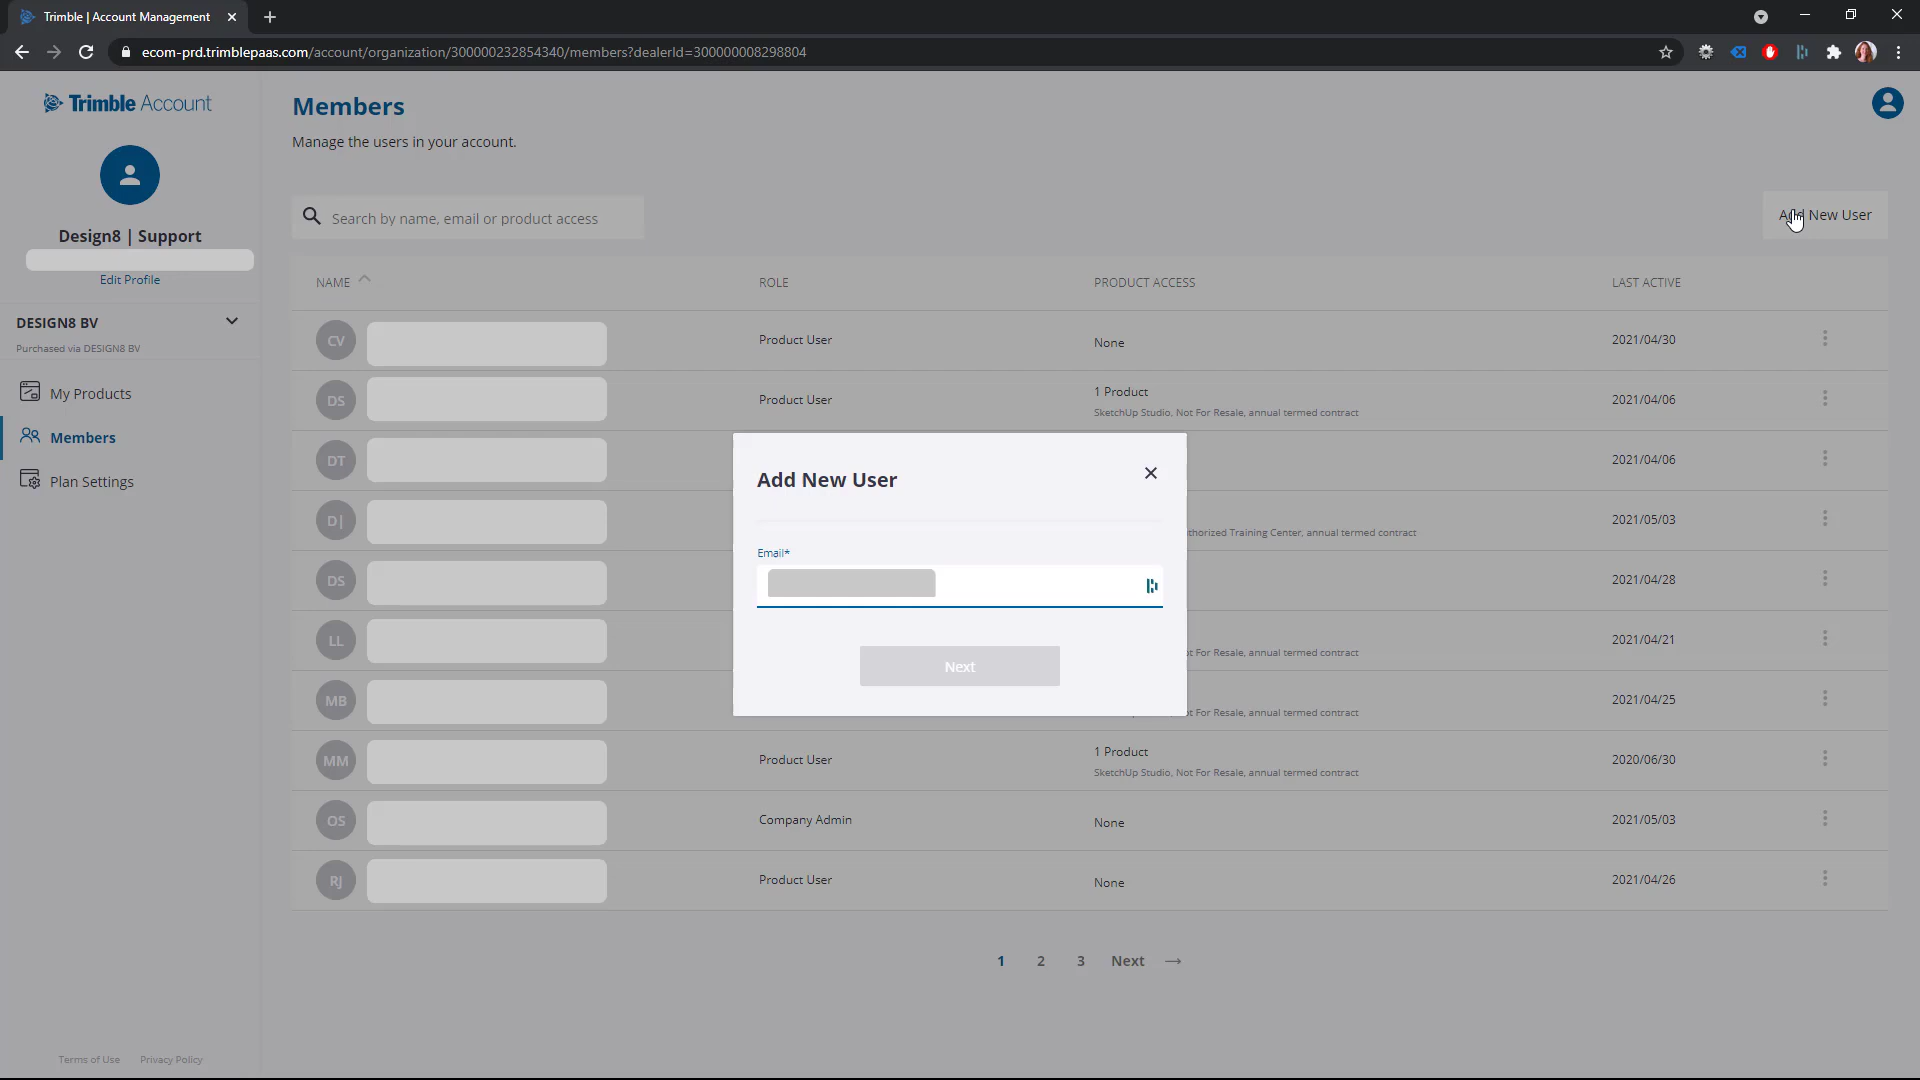 Trimble | Account Management
ecom-prd.trimblepaas.com/account/organization/300000232854340/members?dealerId=300000008298804
Trimble Account
Design8 | Support
Edit Profile
DESIGN8 BV
Purchased via DESIGN8 BV
My Products
Members
Plan Settings
Terms of Use Privacy Policy
Members
Manage the users in your account.
Search by name, email or product access
Add New User
NAME ROLE PRODUCT ACCESS LAST ACTIVE
CV Product User None 2021/04/30
DS Product User 1 Product 2021/04/06
SketchUp Studio, Not For Resale, annual termed contract
DT 2021/04/06
D| 2021/05/03
Training Center, annual termed contract
DS 2021/04/28
LL 2021/04/21
For Resale, annual termed contract
MB 2021/04/25
For Resale, annual termed contract
MM Product User 1 Product 2020/06/30
SketchUp Studio, Not For Resale, annual termed contract
OS Company Admin None 2021/05/03
RJ Product User None 2021/04/26
1 2 3 Next →
Add New User
Email*
Next